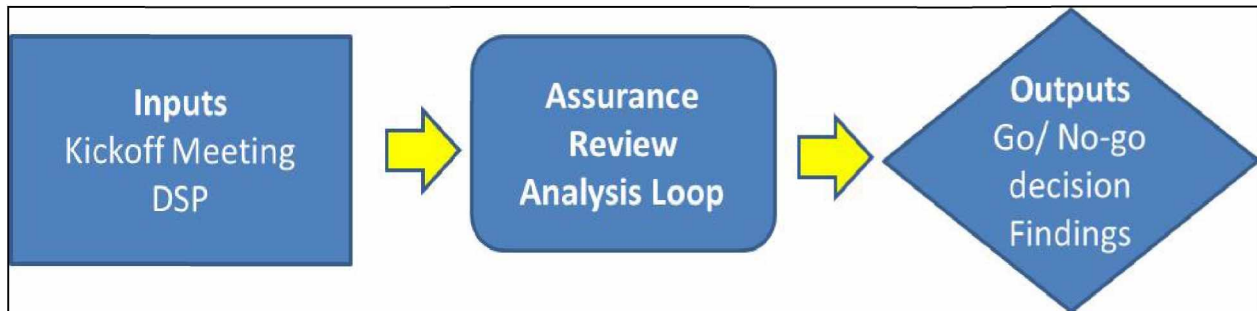 Inputs
Kickoff Meeting
DSP
Assurance
Review
Analysis Loop
Outputs
Go/ No-go
decision
Findings